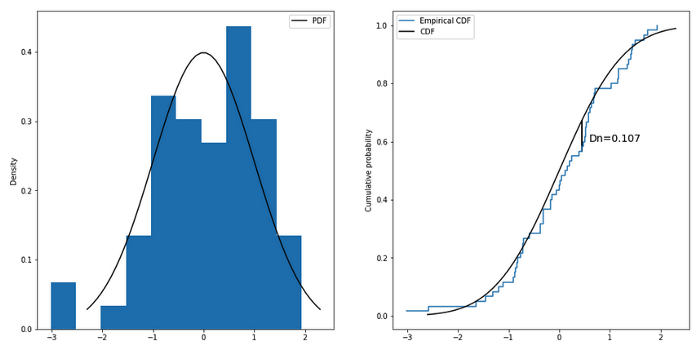 PDF
Density
0.4
0.3
0.2
0.1
0.0
−3 −2 −1 0 1 2
Empirical CDF
CDF
Cumulative probability
1.0
0.8
0.6
0.4
0.2
0.0
Dn=0.107
−3 −2 −1 0 1 2